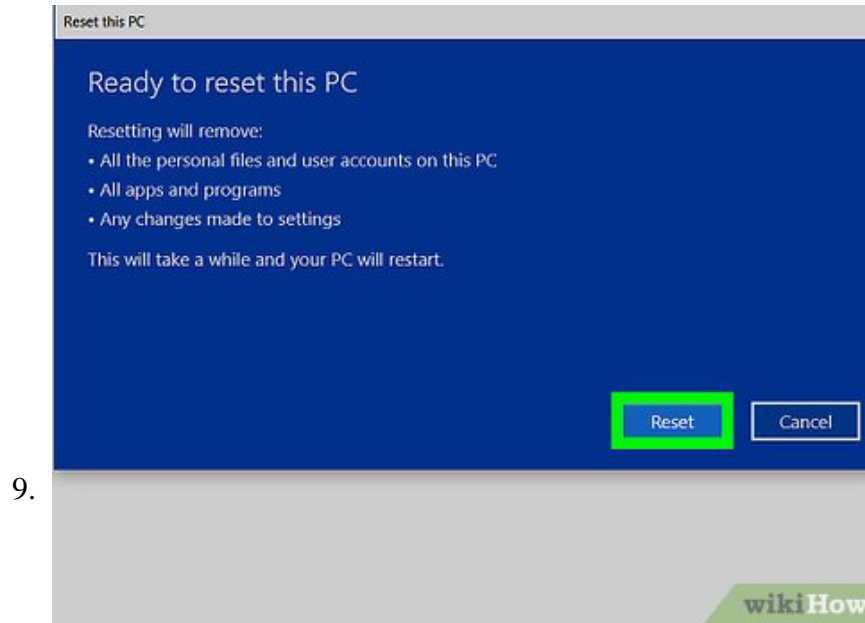 Reset this PC
Ready to reset this PC
Resetting will remove:
• All the personal files and user accounts on this PC
• All apps and programs
• Any changes made to settings
This will take a while and your PC will restart.
Reset Cancel
9.
wikiHow